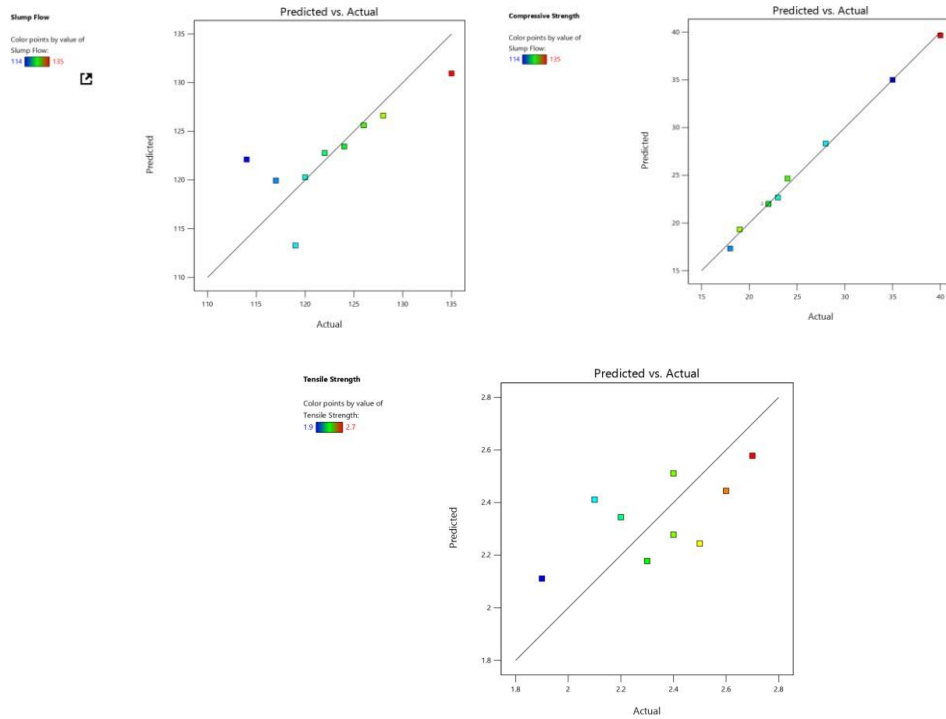 Slump Flow
Color points by value of
Slump Flow:
114 135
Predicted vs. Actual
135
130
125
120
115
110
Predicted
110 115 120 125 130 135
Actual
Compressive Strength
Color points by value of
Slump Flow:
114 135
Predicted vs. Actual
40
35
30
25
20
15
Predicted
15 20 25 30 35 40
Actual
Tensile Strength
Color points by value of
Tensile Strength:
1.9 2.7
Predicted vs. Actual
2.8
2.6
2.4
2.2
2
1.8
Predicted
1.8 2 2.2 2.4 2.6 2.8
Actual